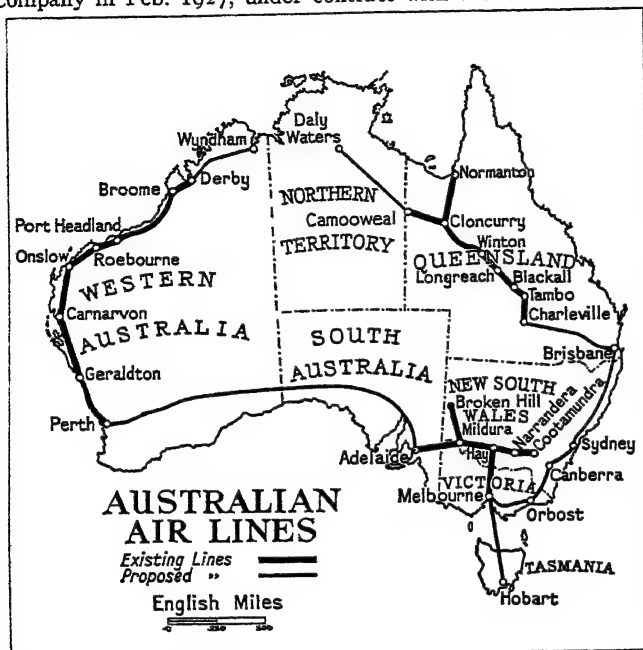 Company in Feb. 1927, under contract with
Daly
Waters
Wyndham
Normanton
Broome
Derby
NORTHERN
TERRITORY
Camooweal
Cloncurry
Port Headland
Winton
QUEENSLAND
Onslow
Roebourne
Longreach
Blackall
WESTERN
Tambo
Carnarvon
Charleville
AUSTRALIA
SOUTH
AUSTRALIA
Brisbane
Geraldton
NEW SOUTH
WALES
Broken Hill
Narrandera
Cootamundra
Perth
Mildura
Sydney
Adelaide
Hay
Canberra
VICTORIA
Melbourne
Orbost
AUSTRALIAN
AIR LINES
Existing Lines
Proposed "
TASMANIA
English Miles
Hobart
0 250 500